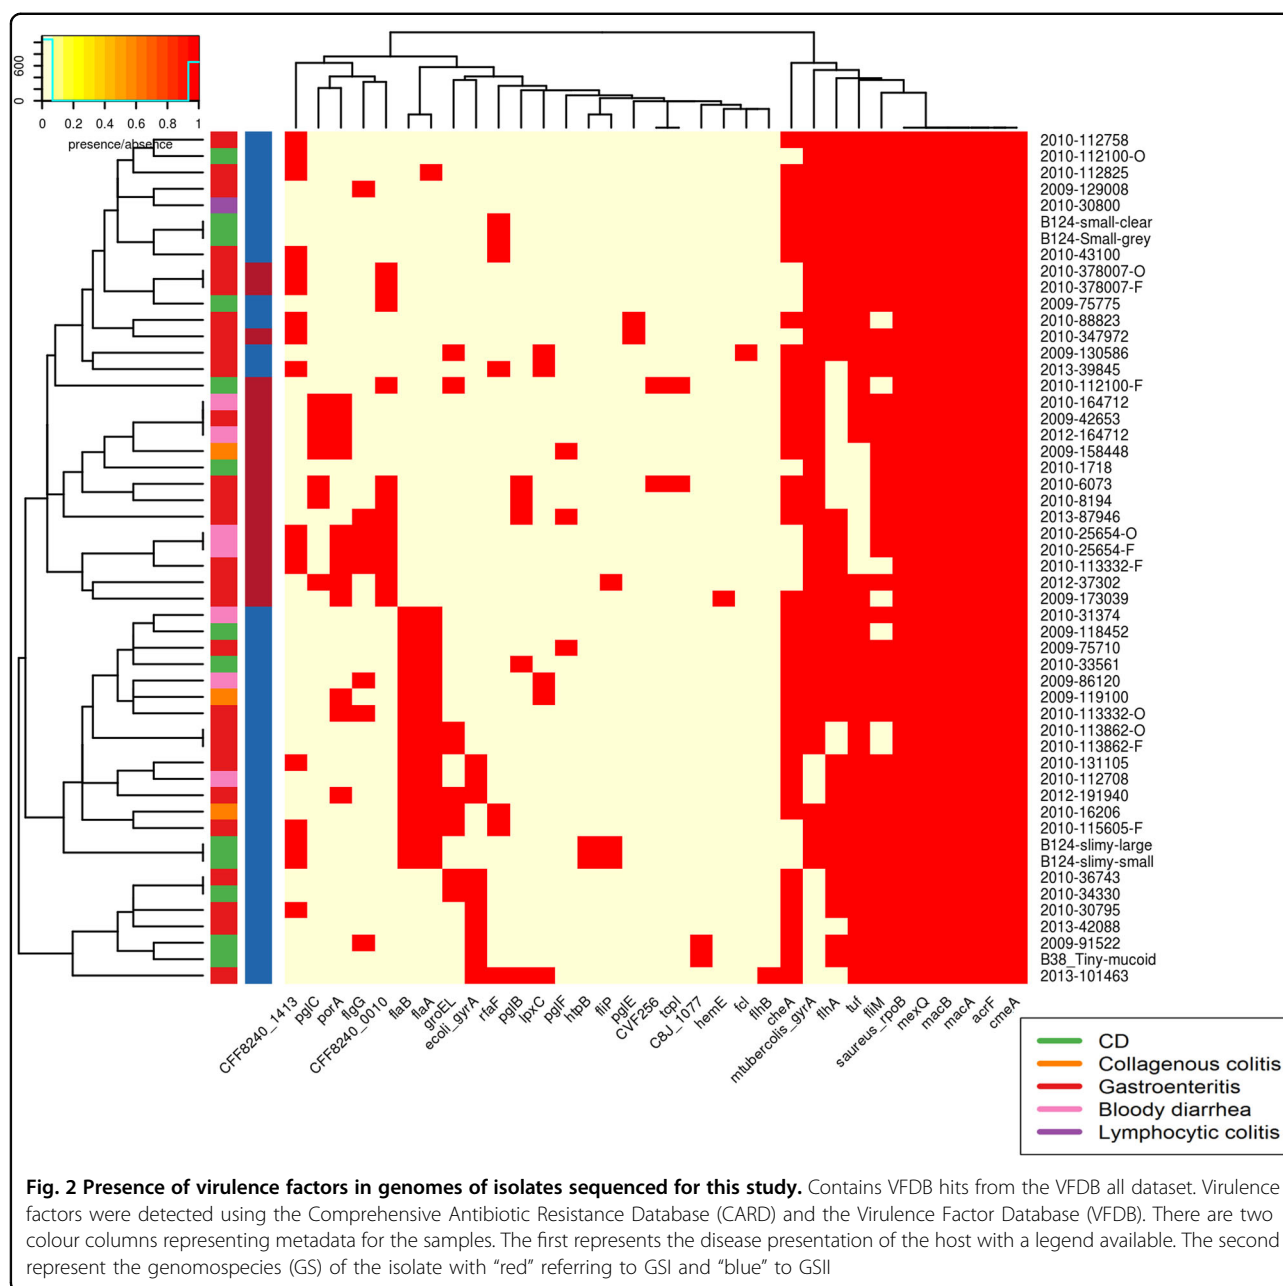 600
0
0
0.2
0.4
0.6
0.8
1
presence/absence
2010-112758
2010-112100-O
2010-112825
2009-129008
2010-30800
B124-small-clear
B124-Small-grey
2010-43100
2010-378007-O
2010-378007-F
2009-75775
2010-88823
2010-347972
2009-130586
2013-39845
2010-112100-F
2010-164712
2009-42653
2012-164712
2009-158448
2010-1718
2010-6073
2010-8194
2013-87946
2010-25654-O
2010-25654-F
2010-113332-F
2012-37302
2009-173039
2010-31374
2009-118452
2009-75710
2010-33561
2009-86120
2009-119100
2010-113332-O
2010-113862-O
2010-113862-F
2010-131105
2010-112708
2012-191940
2010-16206
2010-115605-F
B124-slimy-large
B124-slimy-small
2010-36743
2010-34330
2010-30795
2013-42088
2009-91522
B38_Tiny-mucoid
2013-101463
CFF8240_1413
pglC
porA
flgG
CFF8240_0010
flaB
flaA
groEL
ecoli_gyrA
rfaF
pglB
lpxC
pglF
htpB
fliP
pglE
CVF256
tcpI
C8J_1077
hemE
fcl
flhB
cheA
mtubercolis_gyrA
flhA
tuf
fliM
saureus_rpoB
mexQ
macB
macA
acrF
cmeA
CD
Collagenous colitis
Gastroenteritis
Bloody diarrhea
Lymphocytic colitis
Fig. 2 Presence of virulence factors in genomes of isolates sequenced for this study. Contains VFDB hits from the VFDB all dataset. Virulence
factors were detected using the Comprehensive Antibiotic Resistance Database (CARD) and the Virulence Factor Database (VFDB). There are two
colour columns representing metadata for the samples. The first represents the disease presentation of the host with a legend available. The second
represent the genomospecies (GS) of the isolate with “red” referring to GSI and “blue” to GSII